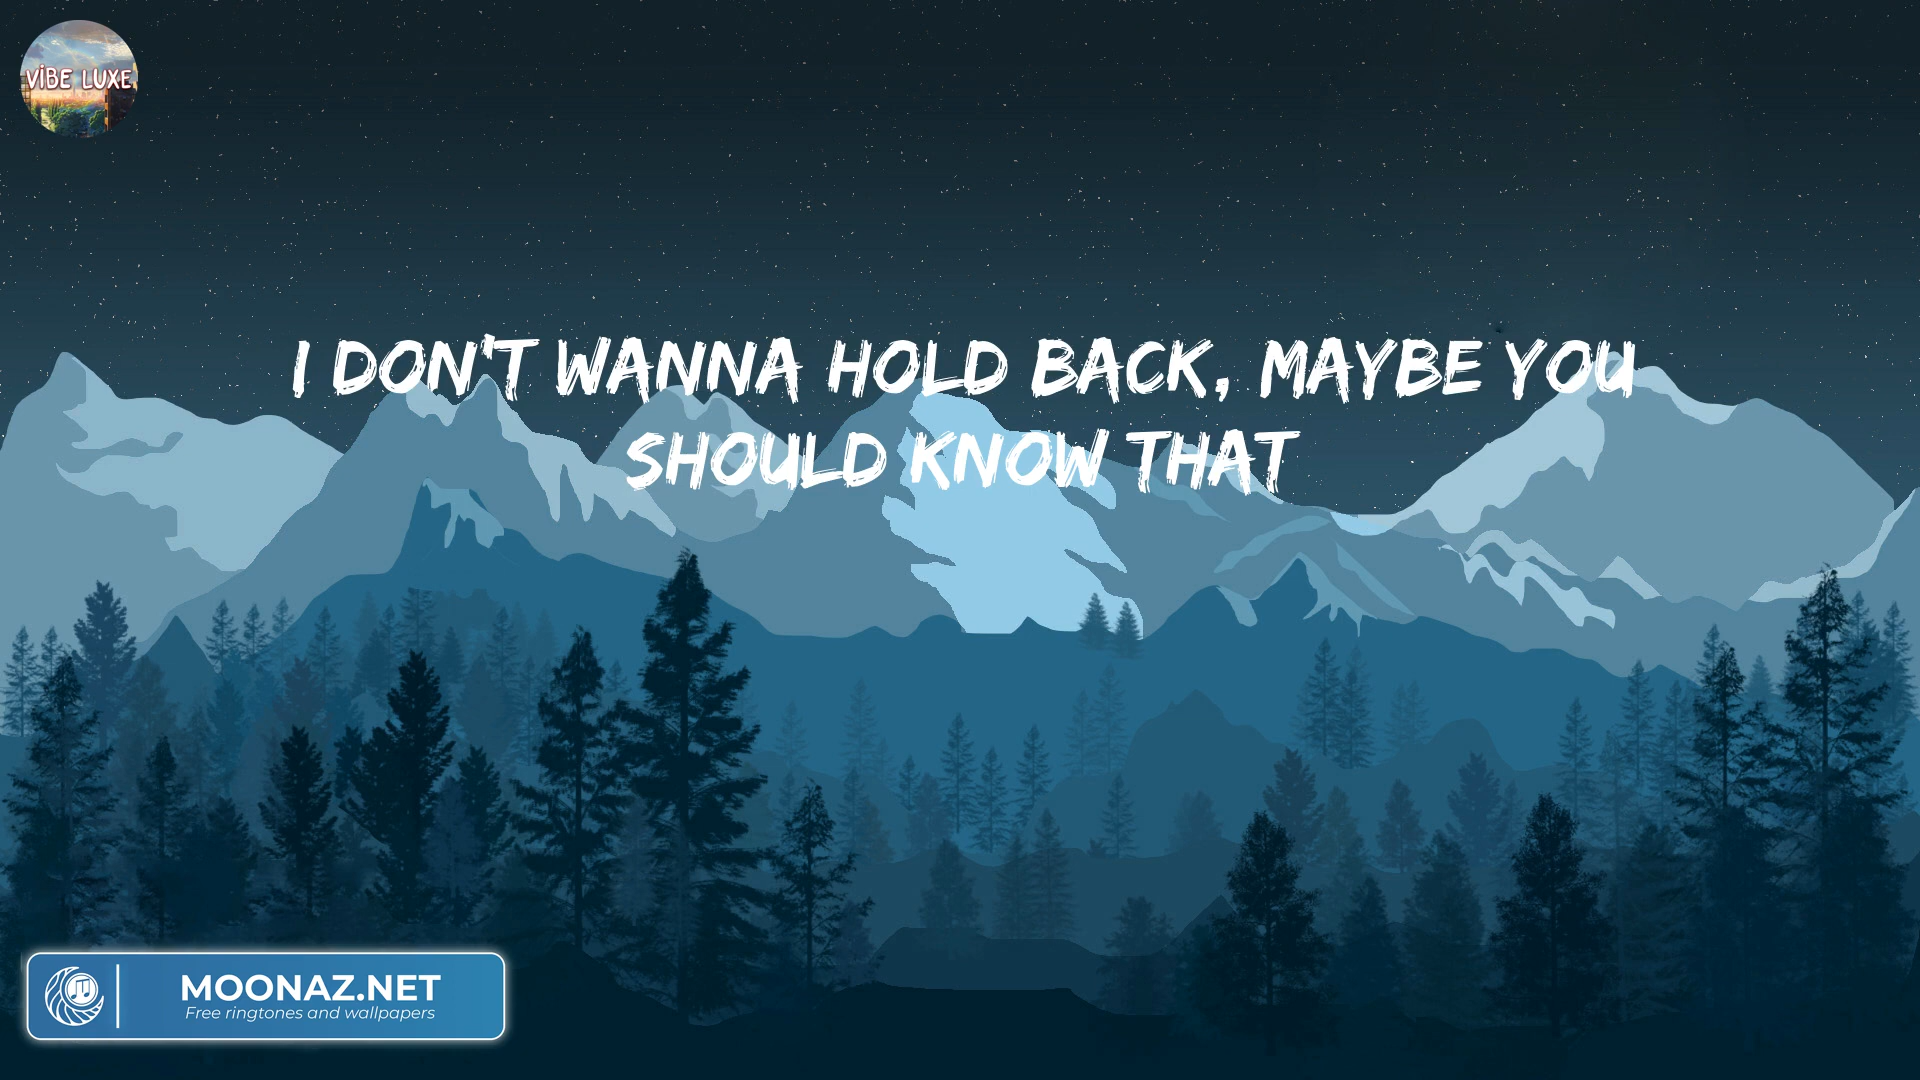 VIBE LUXE
I DON'T WANNA HOLD BACK, MAYBE YOU
SHOULD KNOW THAT
MOONAZ.NET
Free ringtones and wallpapers